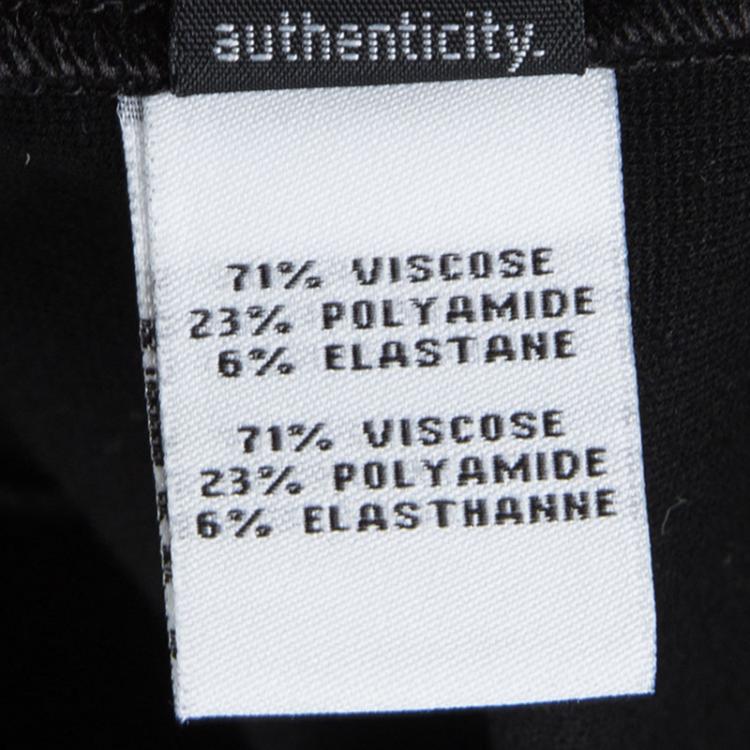 authenticity.
71% VISCOSE
23% POLYAMIDE
6% ELASTANE
71% VISCOSE
23% POLYAMIDE
6% ELASTHANNE